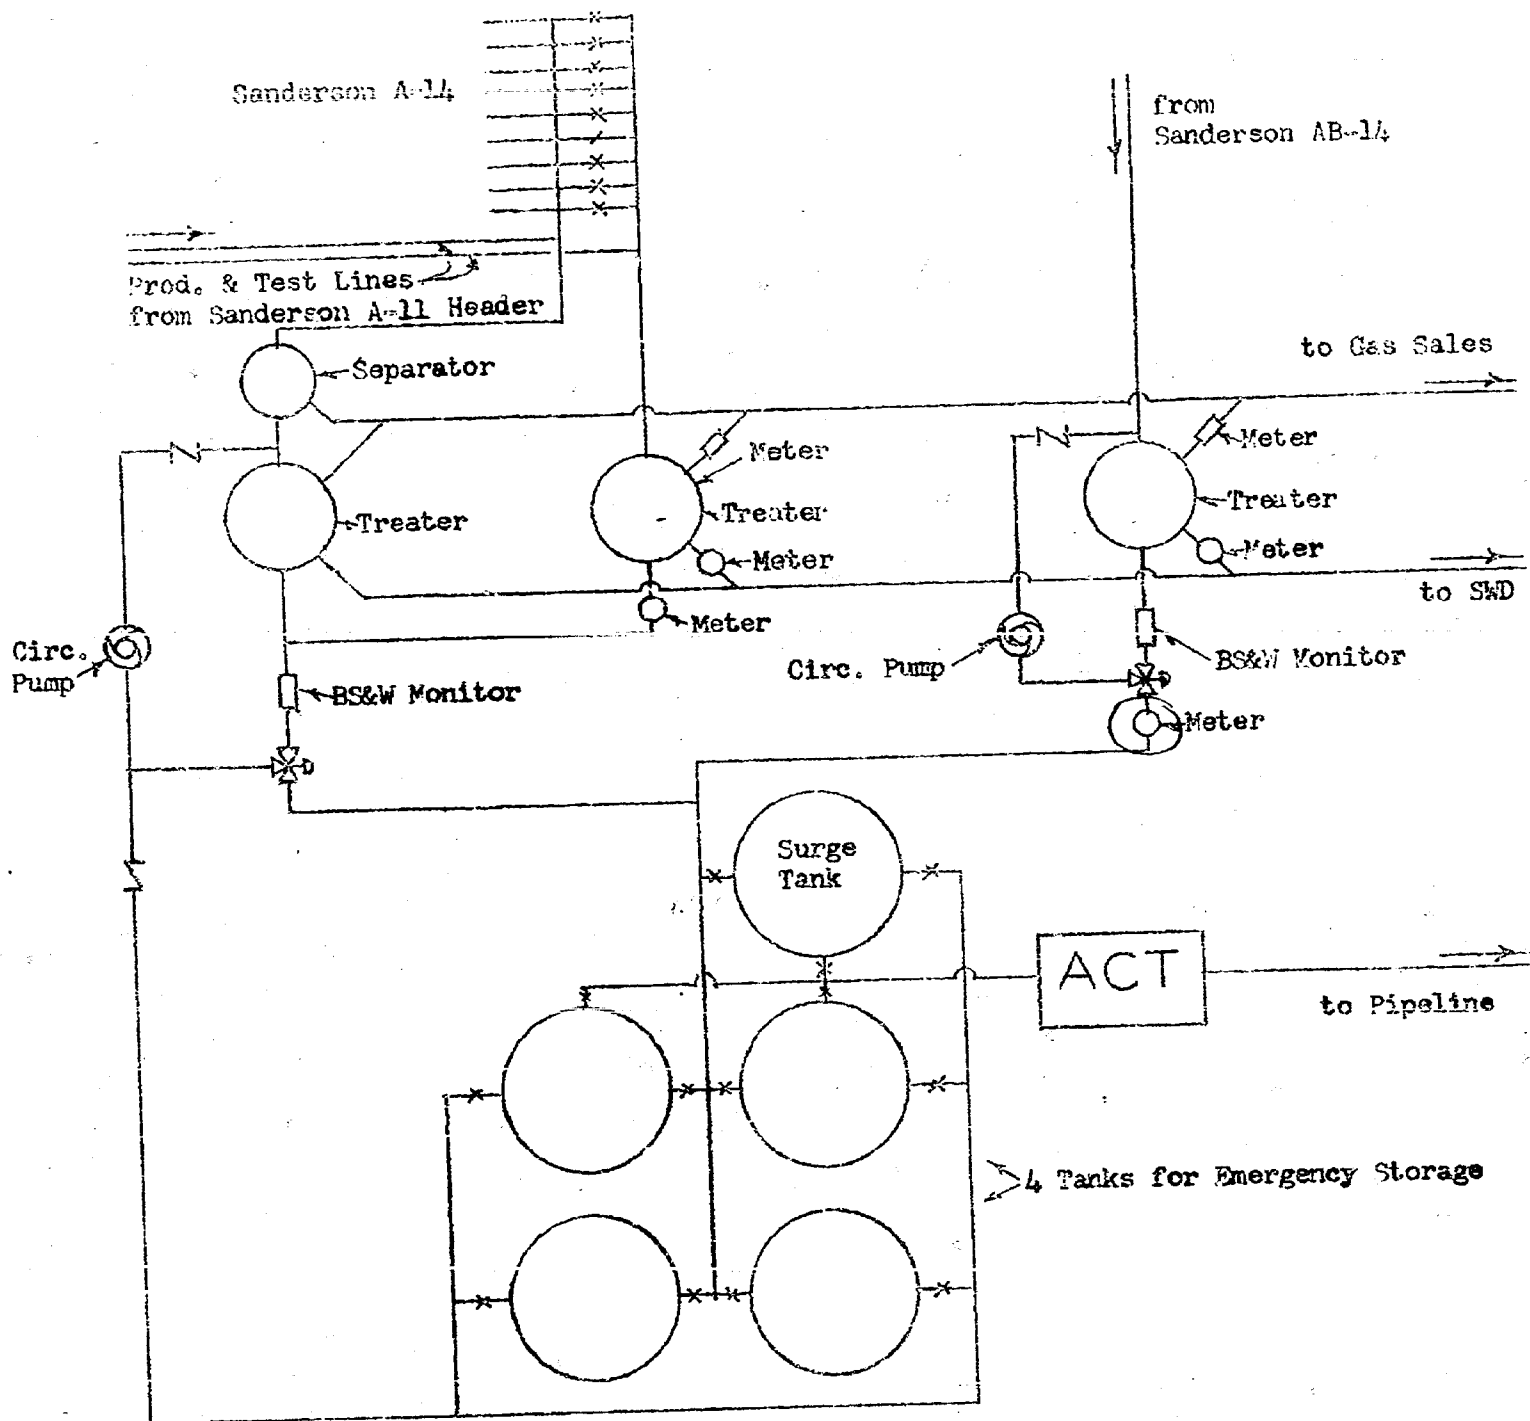 Sanderson A-14
from
Sanderson AB-14
Prod. & Test Lines
from Sanderson A-11 Header
to Gas Sales
Separator
Meter
Meter
Treater
Treater
Treater
Meter
Meter
to SWD
Meter
Circ.
Pump
Circ. Pump
BS&W Monitor
BS&W Monitor
Meter
Surge
Tank
ACT
to Pipeline
4 Tanks for Emergency Storage